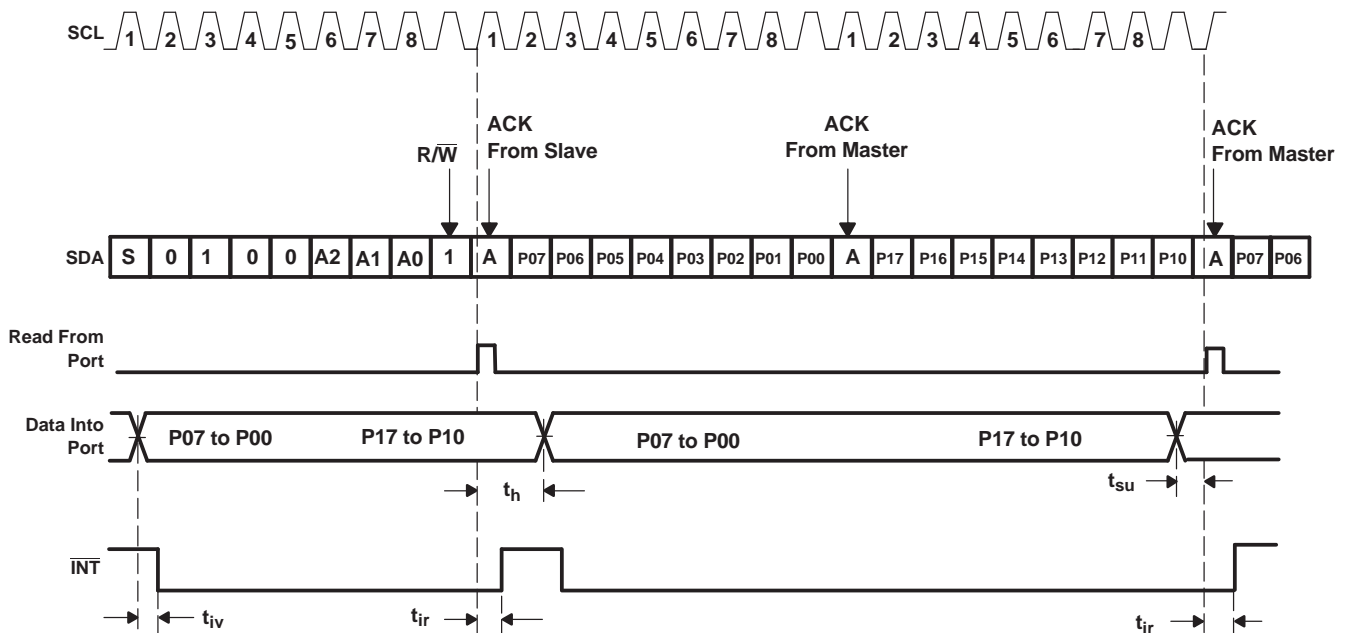 SCL 1 2 3 4 5 6 7 8 1 2 3 4 5 6 7 8 1 2 3 4 5 6 7 8
ACK
From Slave
ACK
From Master
ACK
From Master
R/W̅
SDA S 0 1 0 0 A2 A1 A0 1 A P07 P06 P05 P04 P03 P02 P01 P00 A P17 P16 P15 P14 P13 P12 P11 P10 A P07 P06
Read From
Port
Data Into
Port
P07 to P00 P17 to P10 P07 to P00 P17 to P10
th tsu
I̅N̅T̅
tiv tir tir